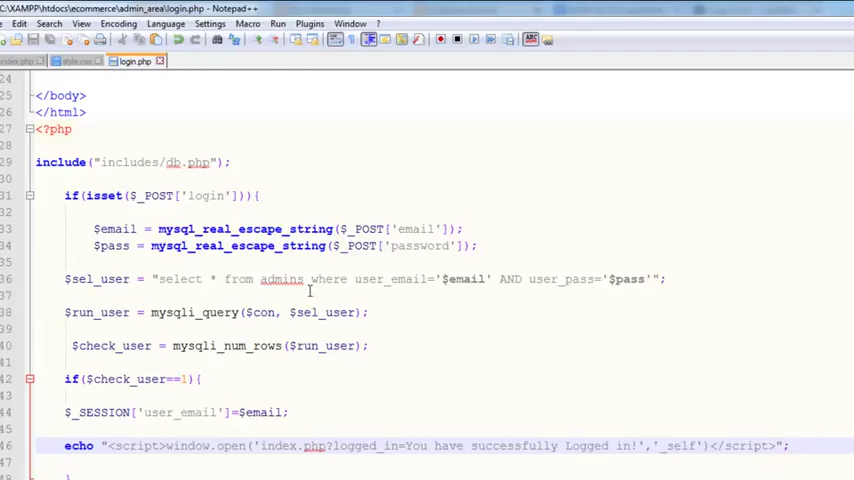 C:\XAMPP\htdocs\ecommerce\admin_area\login.php - Notepad++
Edit Search View Encoding Language Settings Macro Run Plugins Window
index.php style.css login.php
24
25 </body>
26 </html>
27 <?php
28
29 include("includes/db.php");
30
31 if(isset($_POST['login'])){
32
33 $email = mysql_real_escape_string($_POST['email']);
34 $pass = mysql_real_escape_string($_POST['password']);
35
36 $sel_user = "select * from admins where user_email='$email' AND user_pass='$pass'";
37
38 $run_user = mysqli_query($con, $sel_user);
39
40 $check_user = mysqli_num_rows($run_user);
41
42 if($check_user==1){
43
44 $_SESSION['user_email']=$email;
45
46 echo "<script>window.open('index.php?logged_in=You have successfully Logged in!','_self')</script>";
47
48 }